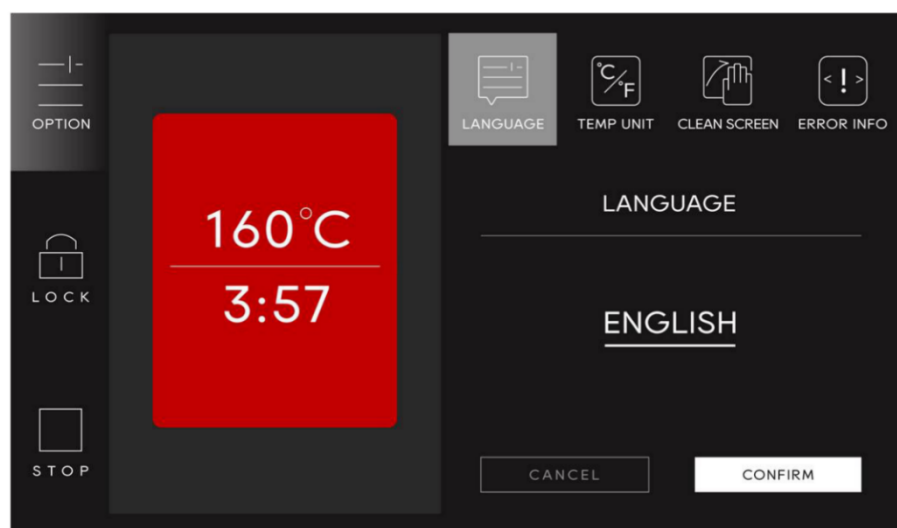 OPTION
LOCK
STOP
160°C
3:57
LANGUAGE
°C/°F
TEMP UNIT
CLEAN SCREEN
<!>
ERROR INFO
LANGUAGE
ENGLISH
CANCEL
CONFIRM